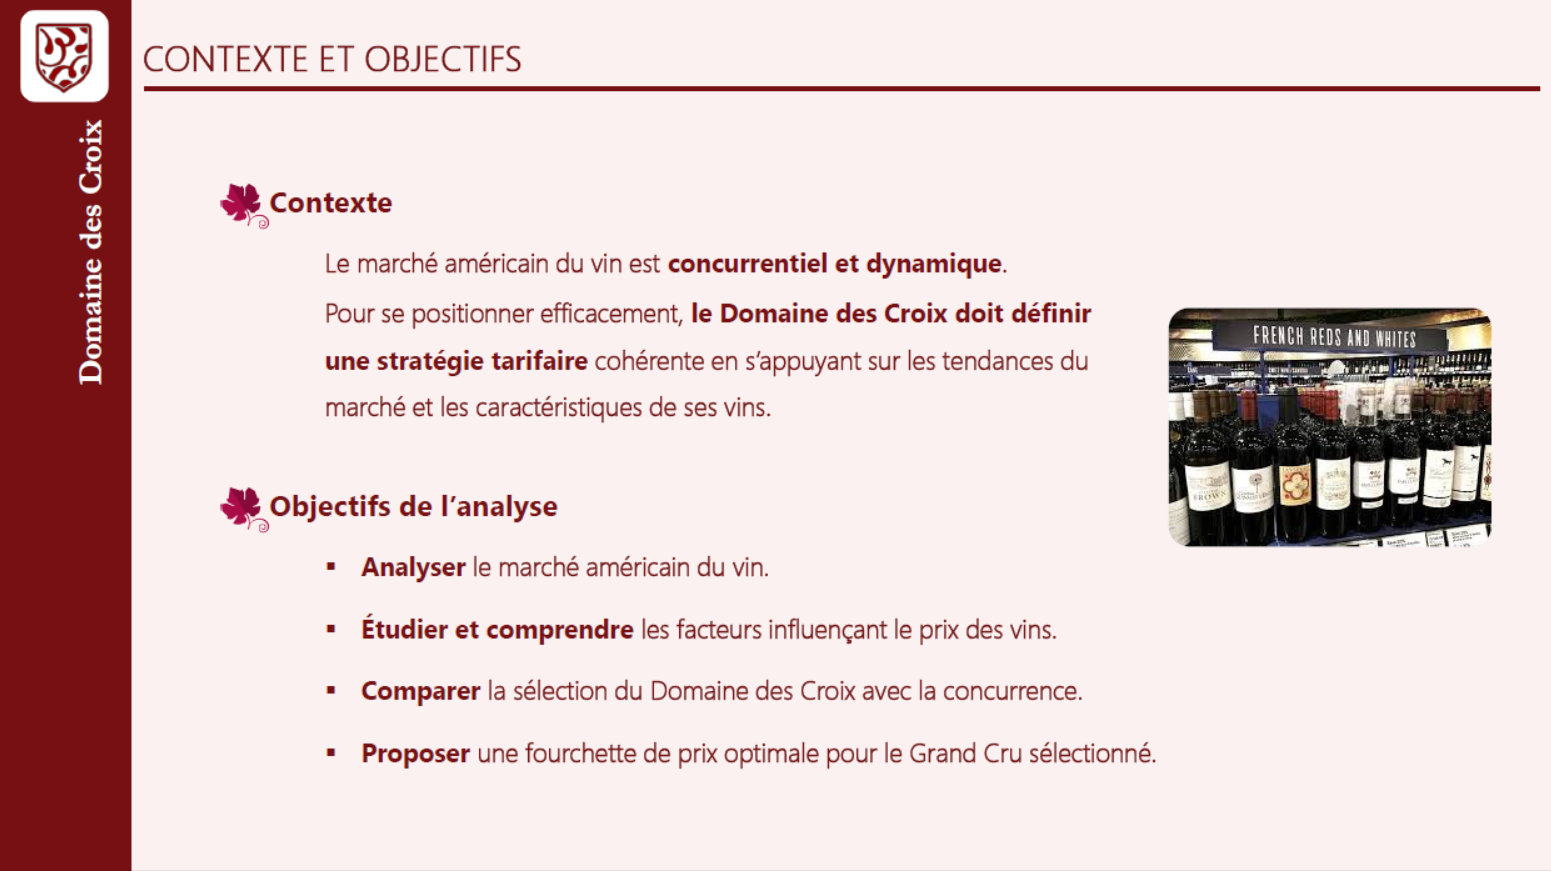 CONTEXTE ET OBJECTIFS
Domaine des Croix
Contexte
Le marché américain du vin est concurrentiel et dynamique.
Pour se positionner efficacement, le Domaine des Croix doit définir
une stratégie tarifaire cohérente en s’appuyant sur les tendances du
marché et les caractéristiques de ses vins.
FRENCH REDS AND WHITES
BROWN
Objectifs de l’analyse
▪ Analyser le marché américain du vin.
▪ Étudier et comprendre les facteurs influençant le prix des vins.
▪ Comparer la sélection du Domaine des Croix avec la concurrence.
▪ Proposer une fourchette de prix optimale pour le Grand Cru sélectionné.